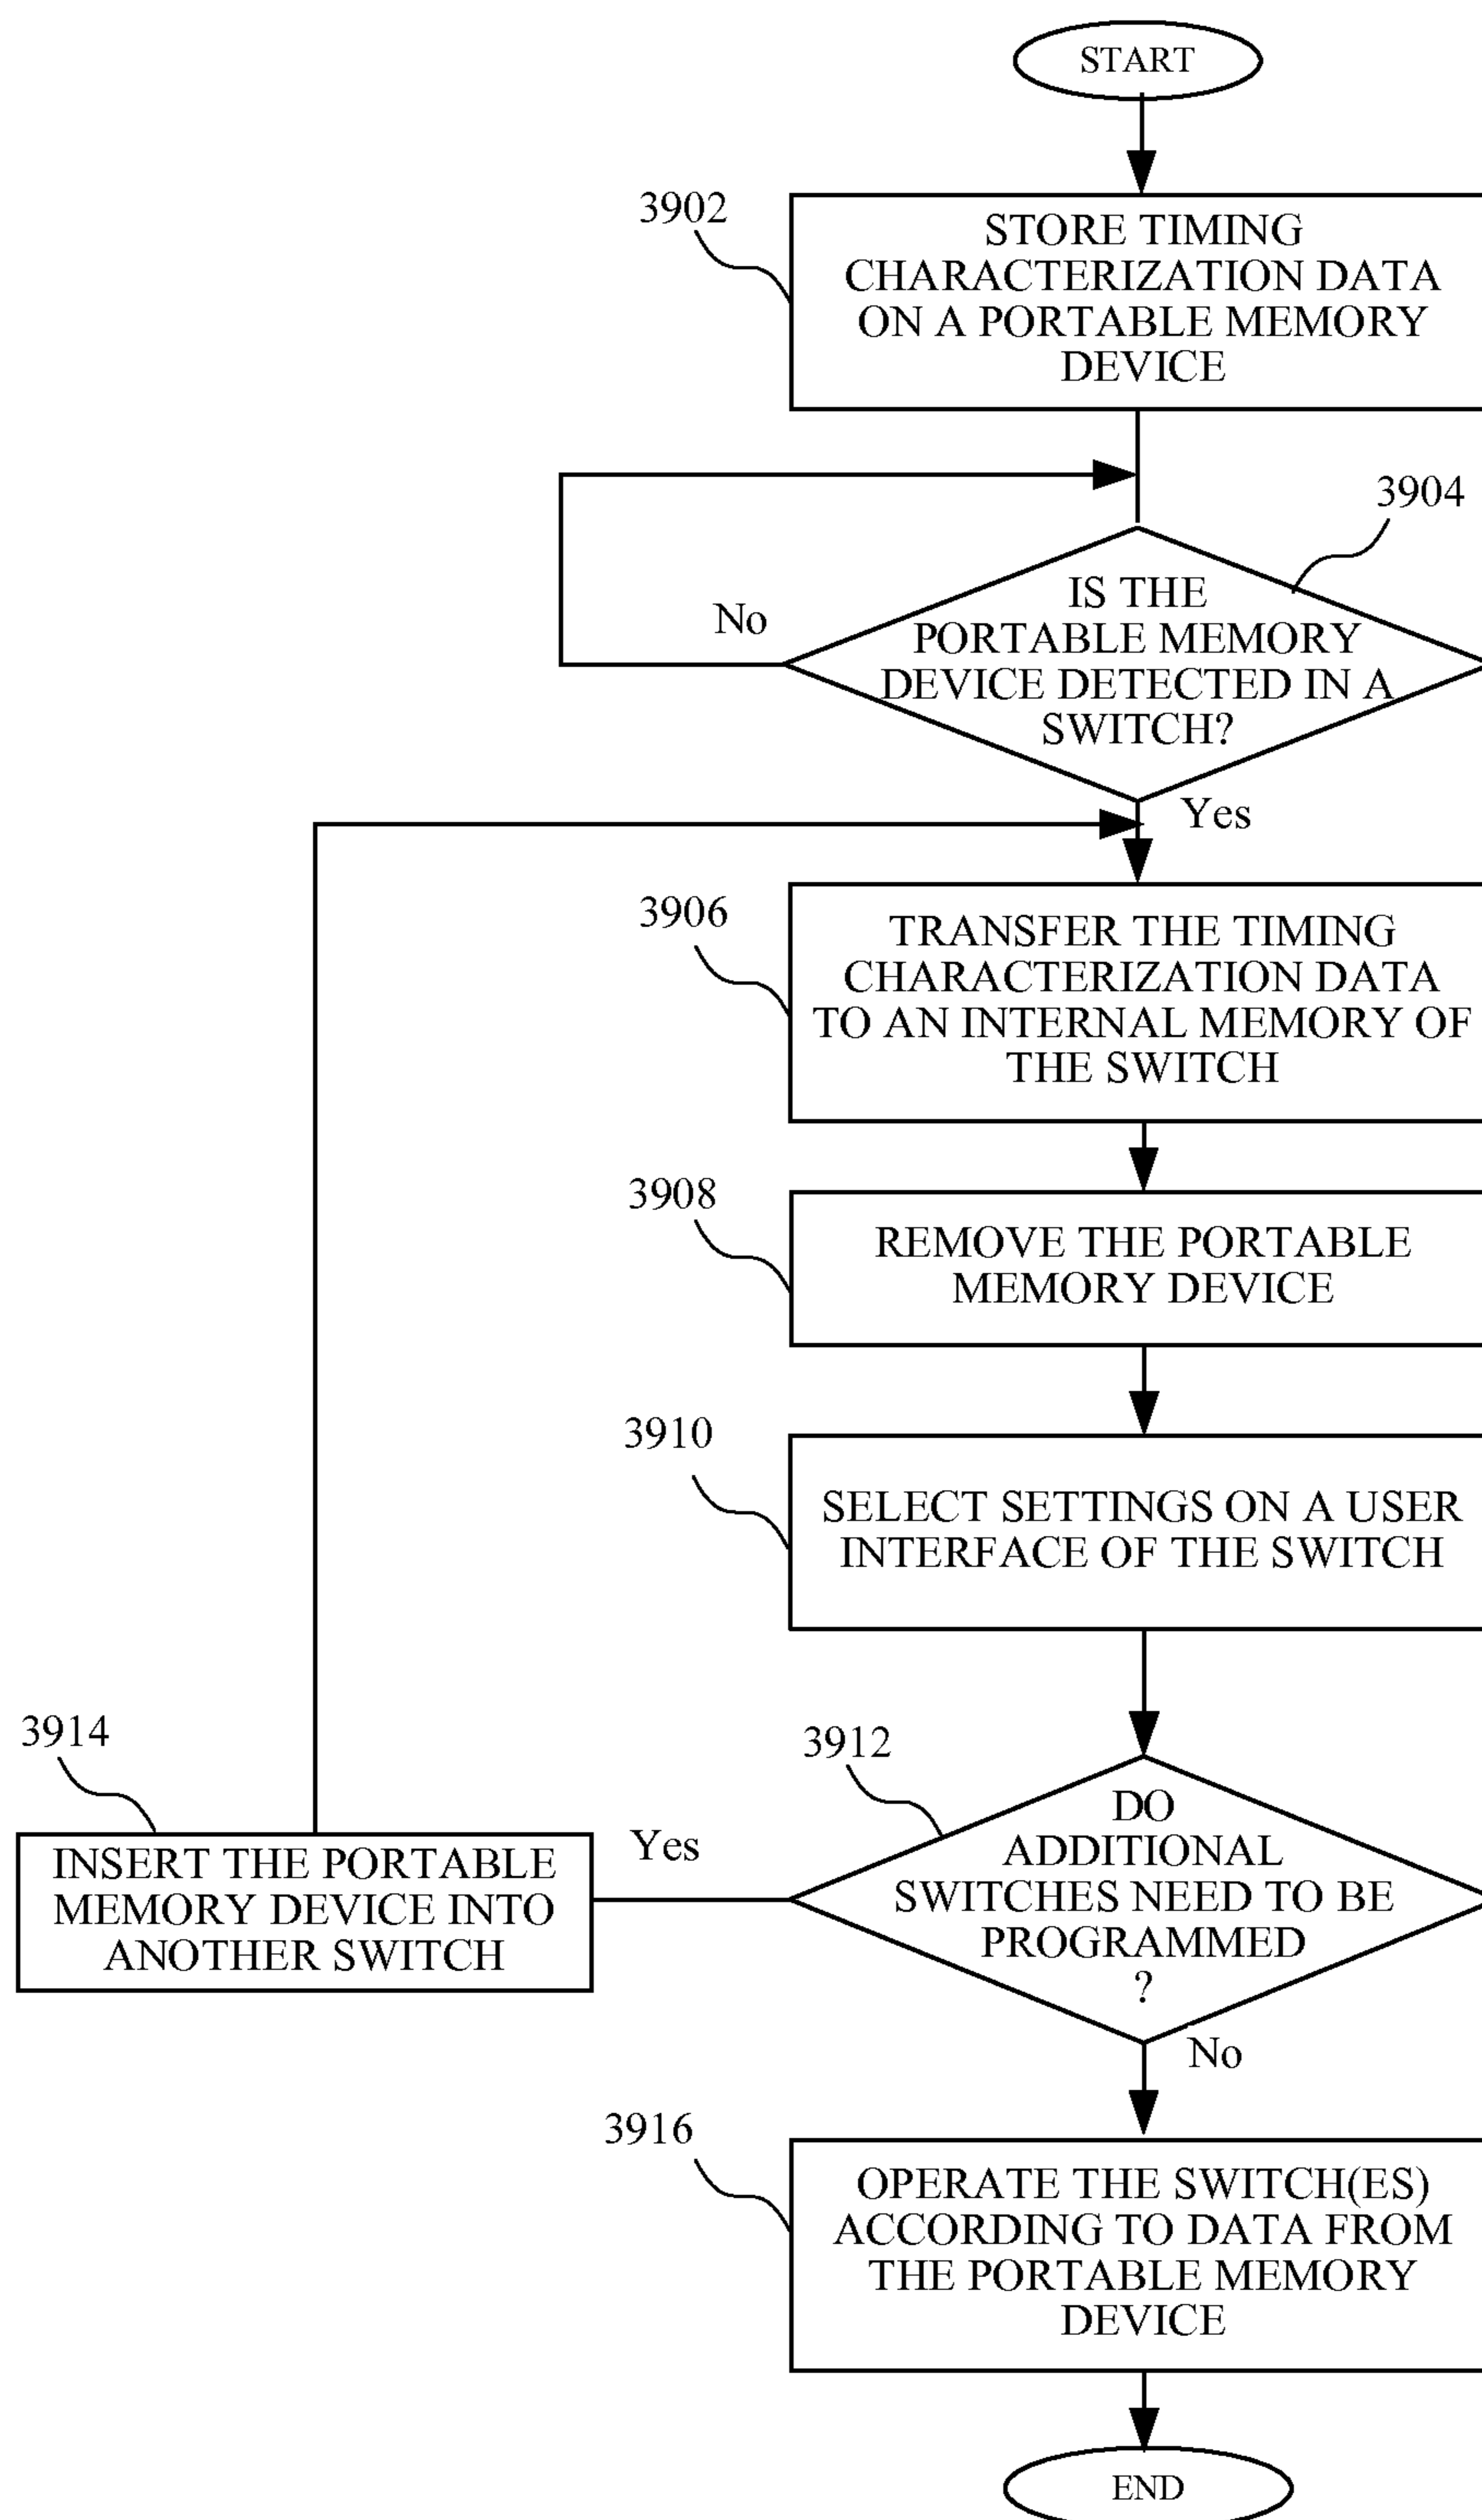 START
3902
STORE TIMING
CHARACTERIZATION DATA
ON A PORTABLE MEMORY
DEVICE
3904
IS THE
PORTABLE MEMORY
DEVICE DETECTED IN A
SWITCH?
No
Yes
3906
TRANSFER THE TIMING
CHARACTERIZATION DATA
TO AN INTERNAL MEMORY OF
THE SWITCH
3908
REMOVE THE PORTABLE
MEMORY DEVICE
3910
SELECT SETTINGS ON A USER
INTERFACE OF THE SWITCH
3912
DO
ADDITIONAL
SWITCHES NEED TO BE
PROGRAMMED
?
Yes
3914
INSERT THE PORTABLE
MEMORY DEVICE INTO
ANOTHER SWITCH
No
3916
OPERATE THE SWITCH(ES)
ACCORDING TO DATA FROM
THE PORTABLE MEMORY
DEVICE
END